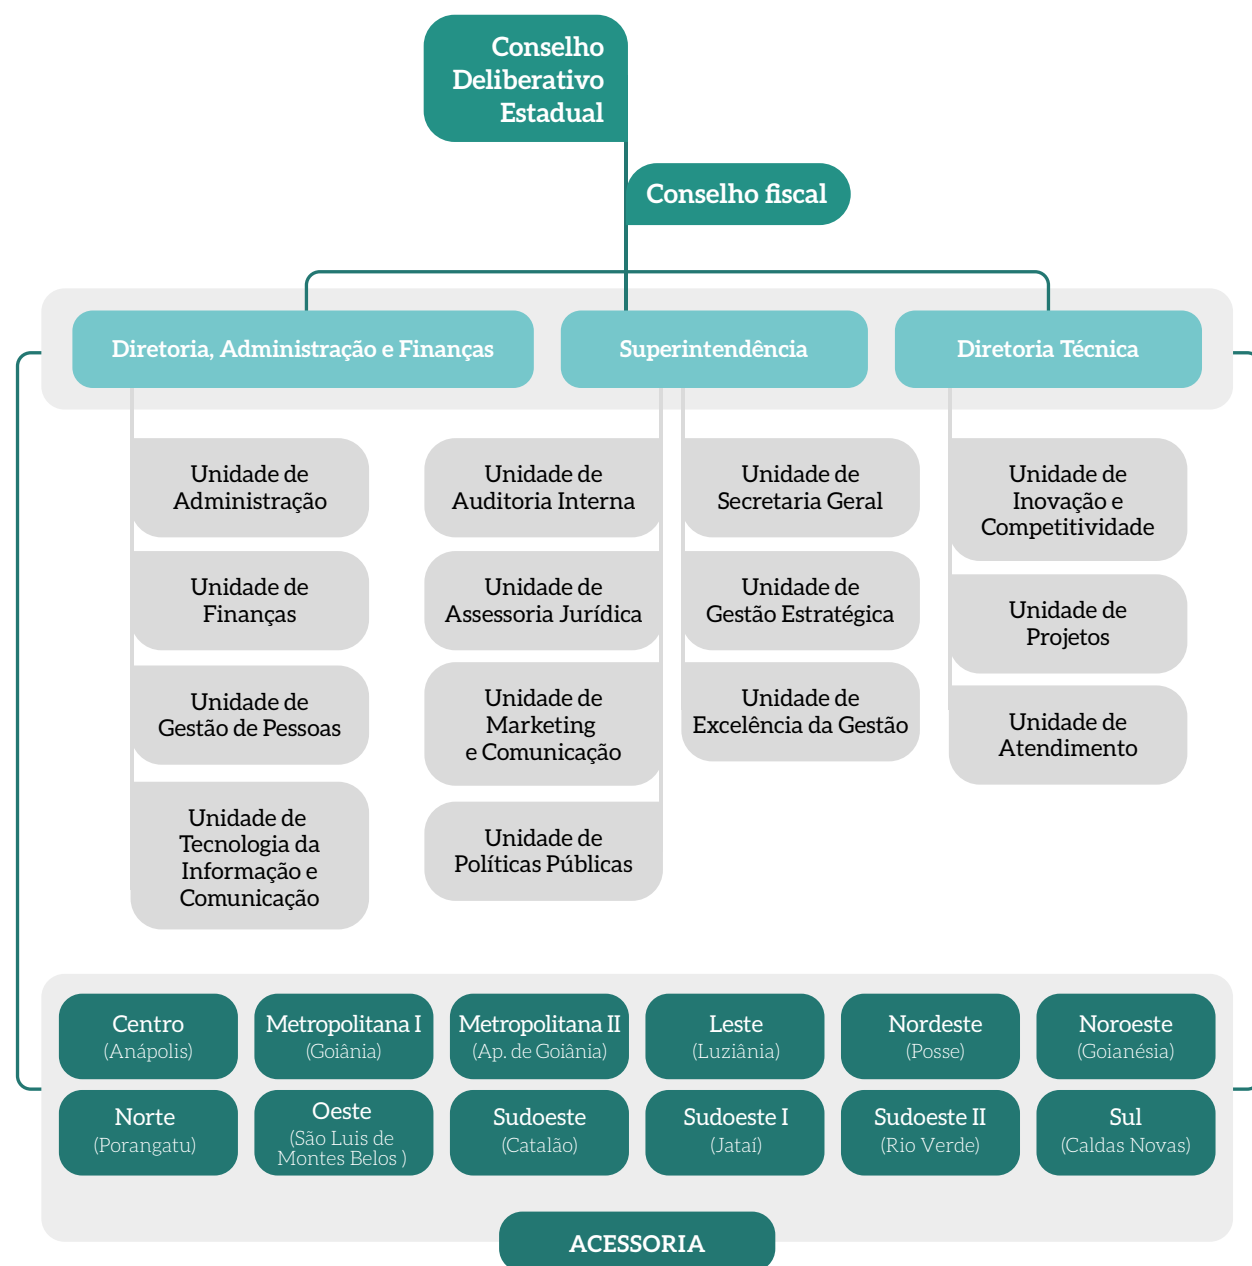 Conselho
Deliberativo
Estadual
Conselho fiscal
Diretoria, Administração e Finanças
Superintendência
Diretoria Técnica
Unidade de
Administração
Unidade de
Finanças
Unidade de
Gestão de Pessoas
Unidade de
Tecnologia da
Informação e
Comunicação
Unidade de
Auditoria Interna
Unidade de
Assessoria Jurídica
Unidade de
Marketing
e Comunicação
Unidade de
Políticas Públicas
Unidade de
Secretaria Geral
Unidade de
Gestão Estratégica
Unidade de
Excelência da Gestão
Unidade de
Inovação e
Competitividade
Unidade de
Projetos
Unidade de
Atendimento
Centro
(Anápolis)
Metropolitana I
(Goiânia)
Metropolitana II
(Ap. de Goiânia)
Leste
(Luziânia)
Nordeste
(Posse)
Noroeste
(Goianésia)
Norte
(Porangatu)
Oeste
(São Luis de
Montes Belos )
Sudoeste
(Catalão)
Sudoeste I
(Jataí)
Sudoeste II
(Rio Verde)
Sul
(Caldas Novas)
ACESSORIA